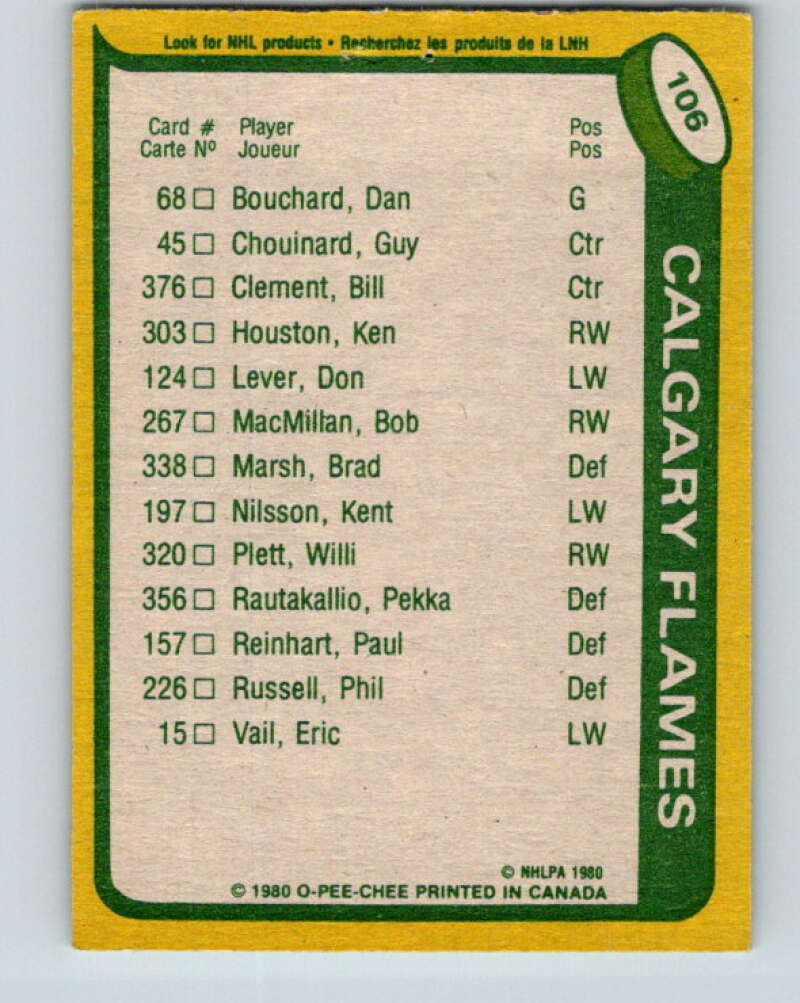 Look for NHL products • Recherchez les produits de la LNH
106
Card # Player Pos
Carte Nº Joueur Pos
68 □ Bouchard, Dan G
45 □ Chouinard, Guy Ctr
376 □ Clement, Bill Ctr
303 □ Houston, Ken RW
124 □ Lever, Don LW
267 □ MacMillan, Bob RW
338 □ Marsh, Brad Def
197 □ Nilsson, Kent LW
320 □ Plett, Willi RW
356 □ Rautakallio, Pekka Def
157 □ Reinhart, Paul Def
226 □ Russell, Phil Def
15 □ Vail, Eric LW
CALGARY FLAMES
© NHLPA 1980
© 1980 O-PEE-CHEE PRINTED IN CANADA